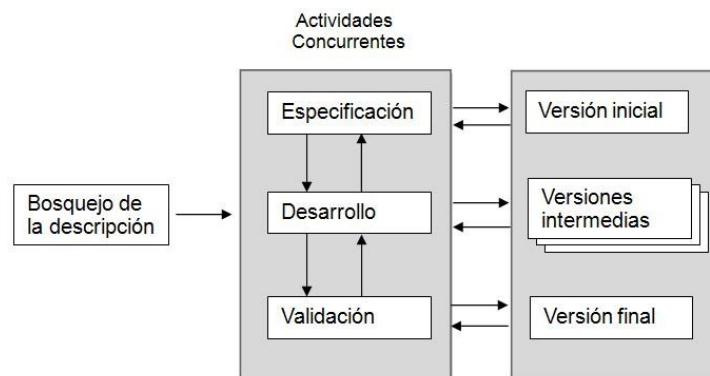 Actividades
Concurrentes
Especificación
Versión inicial
Bosquejo de
la descripción
Desarrollo
Versiones
intermedias
Validación
Versión final